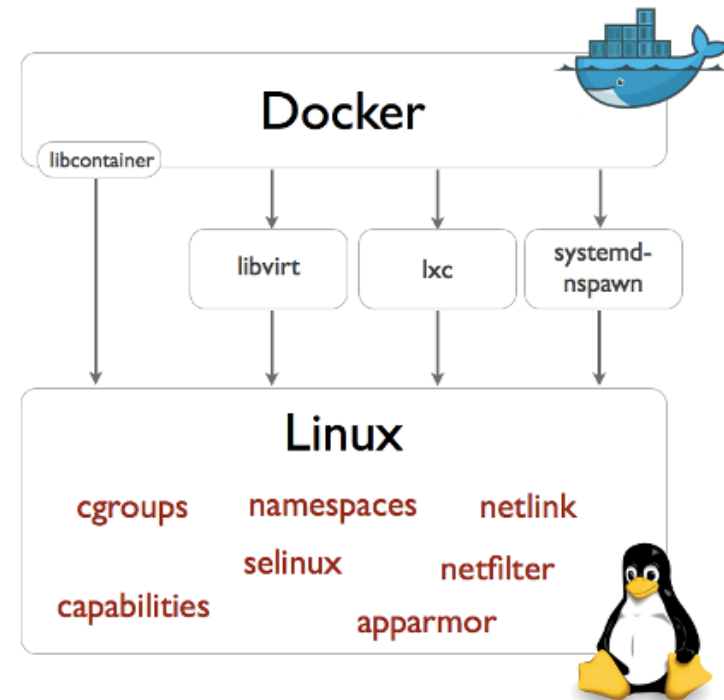 Docker
libcontainer
libvirt
lxc
systemd-
nspawn
Linux
cgroups
namespaces
netlink
selinux
netfilter
capabilities
apparmor